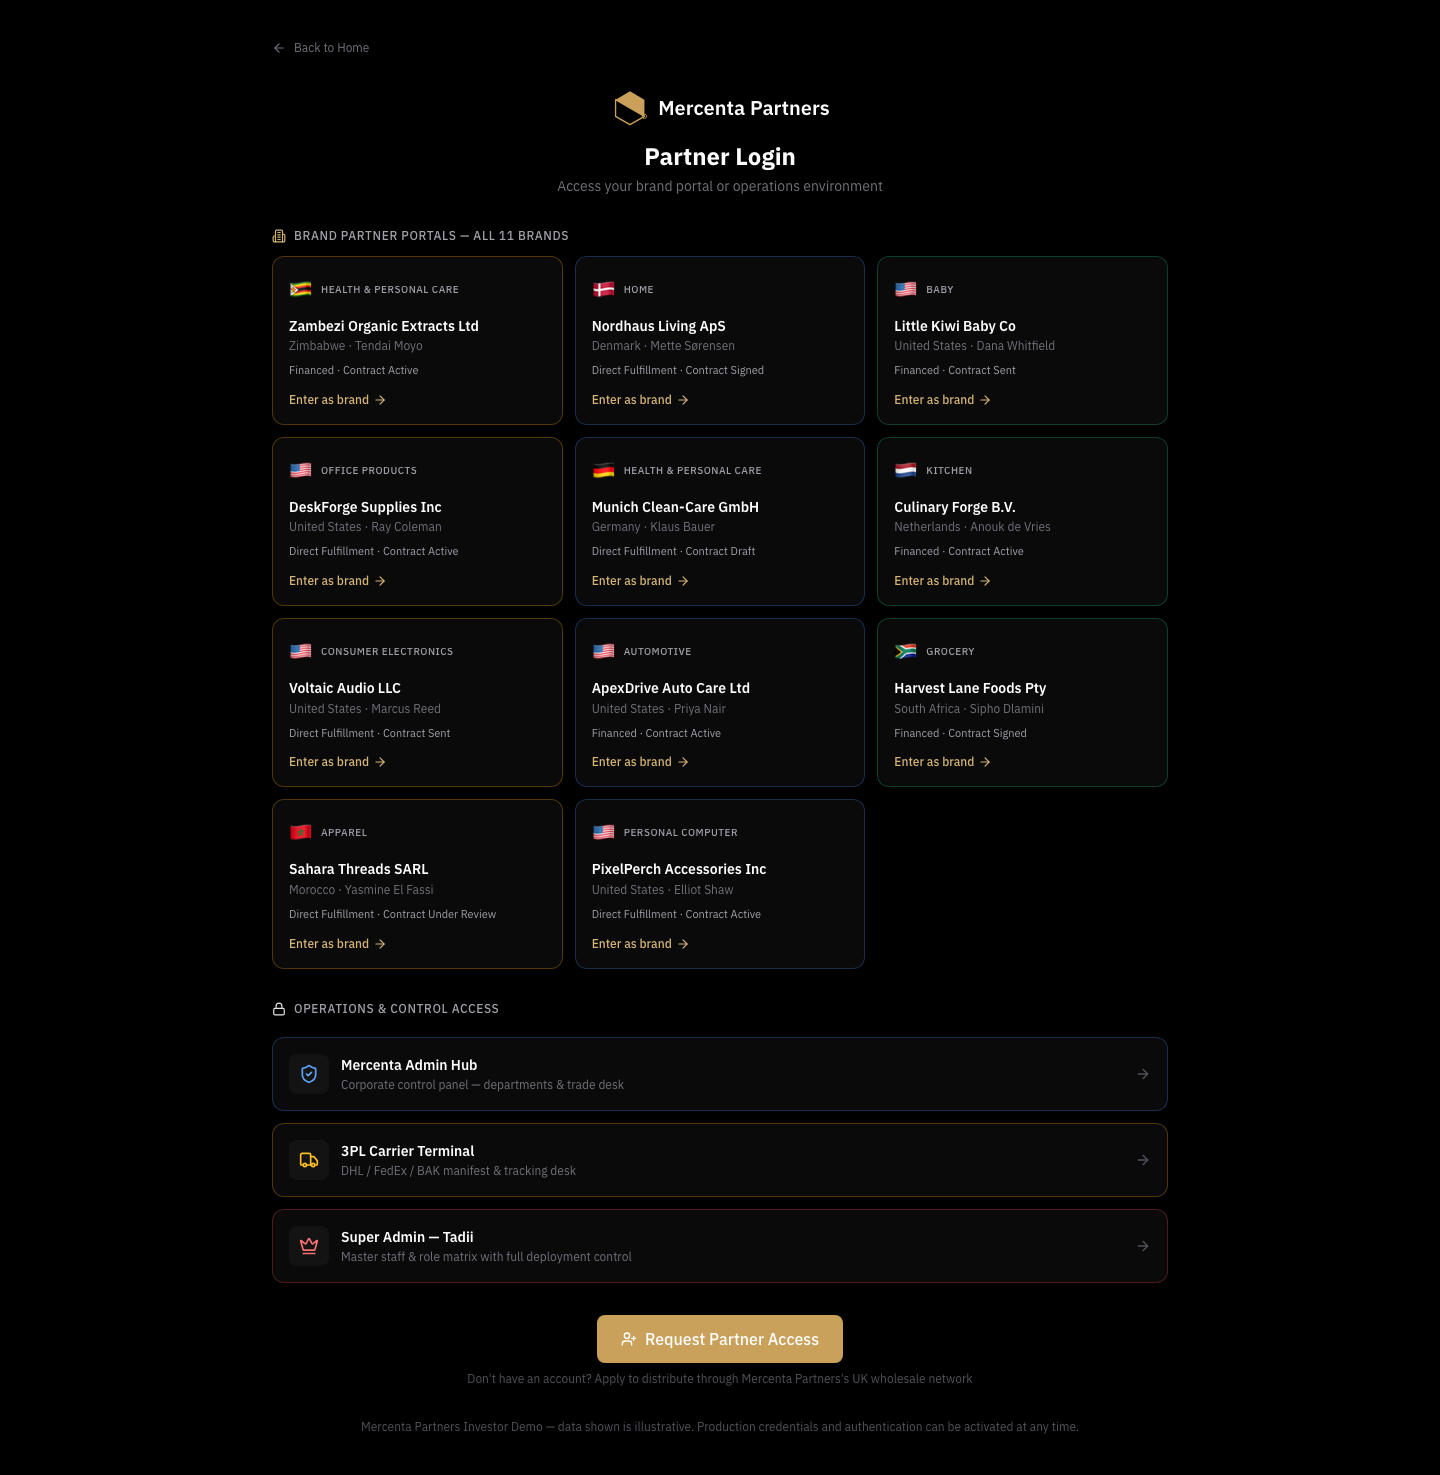 Back to Home
Mercenta Partners
Partner Login
Access your brand portal or operations environment
BRAND PARTNER PORTALS — ALL 11 BRANDS
HEALTH & PERSONAL CARE
Zambezi Organic Extracts Ltd
Zimbabwe · Tendai Moyo
Financed · Contract Active
Enter as brand
HOME
Nordhaus Living ApS
Denmark · Mette Sørensen
Direct Fulfillment · Contract Signed
Enter as brand
BABY
Little Kiwi Baby Co
United States · Dana Whitfield
Financed · Contract Sent
Enter as brand
OFFICE PRODUCTS
DeskForge Supplies Inc
United States · Ray Coleman
Direct Fulfillment · Contract Active
Enter as brand
HEALTH & PERSONAL CARE
Munich Clean-Care GmbH
Germany · Klaus Bauer
Direct Fulfillment · Contract Draft
Enter as brand
KITCHEN
Culinary Forge B.V.
Netherlands · Anouk de Vries
Financed · Contract Active
Enter as brand
CONSUMER ELECTRONICS
Voltaic Audio LLC
United States · Marcus Reed
Direct Fulfillment · Contract Sent
Enter as brand
AUTOMOTIVE
ApexDrive Auto Care Ltd
United States · Priya Nair
Financed · Contract Active
Enter as brand
GROCERY
Harvest Lane Foods Pty
South Africa · Sipho Dlamini
Financed · Contract Signed
Enter as brand
APPAREL
Sahara Threads SARL
Morocco · Yasmine El Fassi
Direct Fulfillment · Contract Under Review
Enter as brand
PERSONAL COMPUTER
PixelPerch Accessories Inc
United States · Elliot Shaw
Direct Fulfillment · Contract Active
Enter as brand
OPERATIONS & CONTROL ACCESS
Mercenta Admin Hub
Corporate control panel — departments & trade desk
3PL Carrier Terminal
DHL / FedEx / BAK manifest & tracking desk
Super Admin — Tadii
Master staff & role matrix with full deployment control
Request Partner Access
Don't have an account? Apply to distribute through Mercenta Partners's UK wholesale network
Mercenta Partners Investor Demo — data shown is illustrative. Production credentials and authentication can be activated at any time.